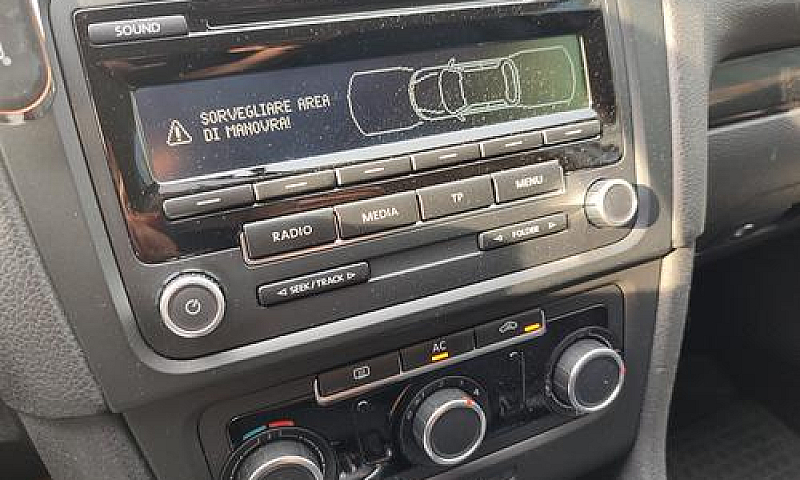 SOUND
SORVEGLIARE AREA
DI MANOVRA!
RADIO MEDIA TP MENU
SEEK/TRACK FOLDER
AC